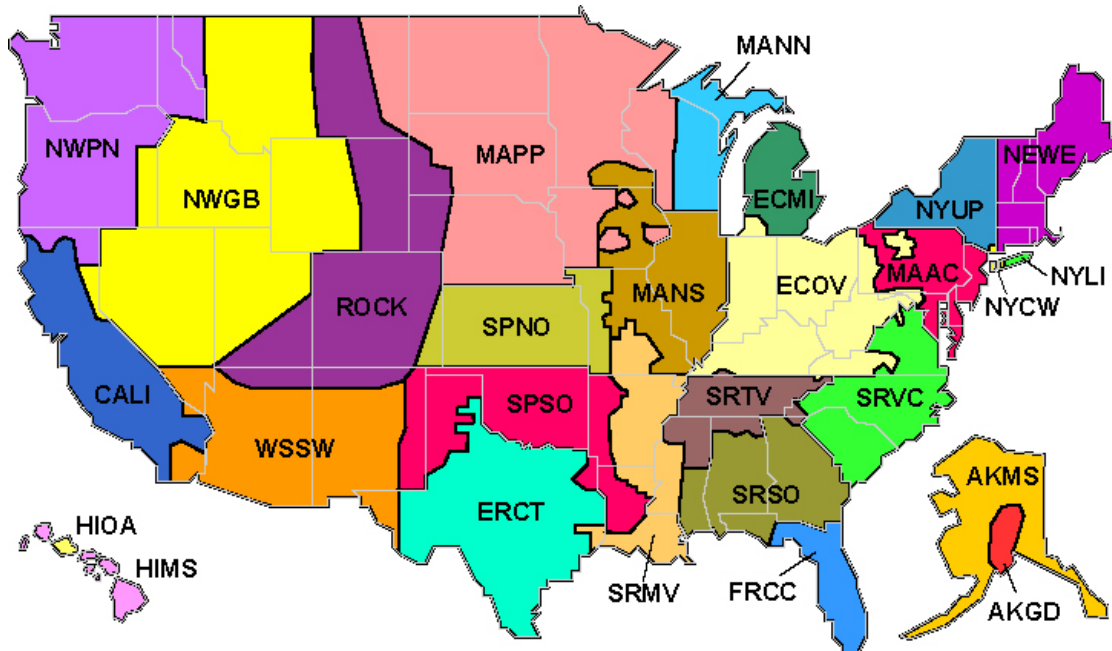 MANN
NWPN
MAPP
NEWE
NWGB
ECMI
NYUP
MAAC
NYLI
ROCK
MANS
ECOV
NYCW
SPNO
CALI
SPSO
SRTV
SRVC
WSSW
AKMS
SRSO
ERCT
HIOA
HIMS
SRMV
FRCC
AKGD